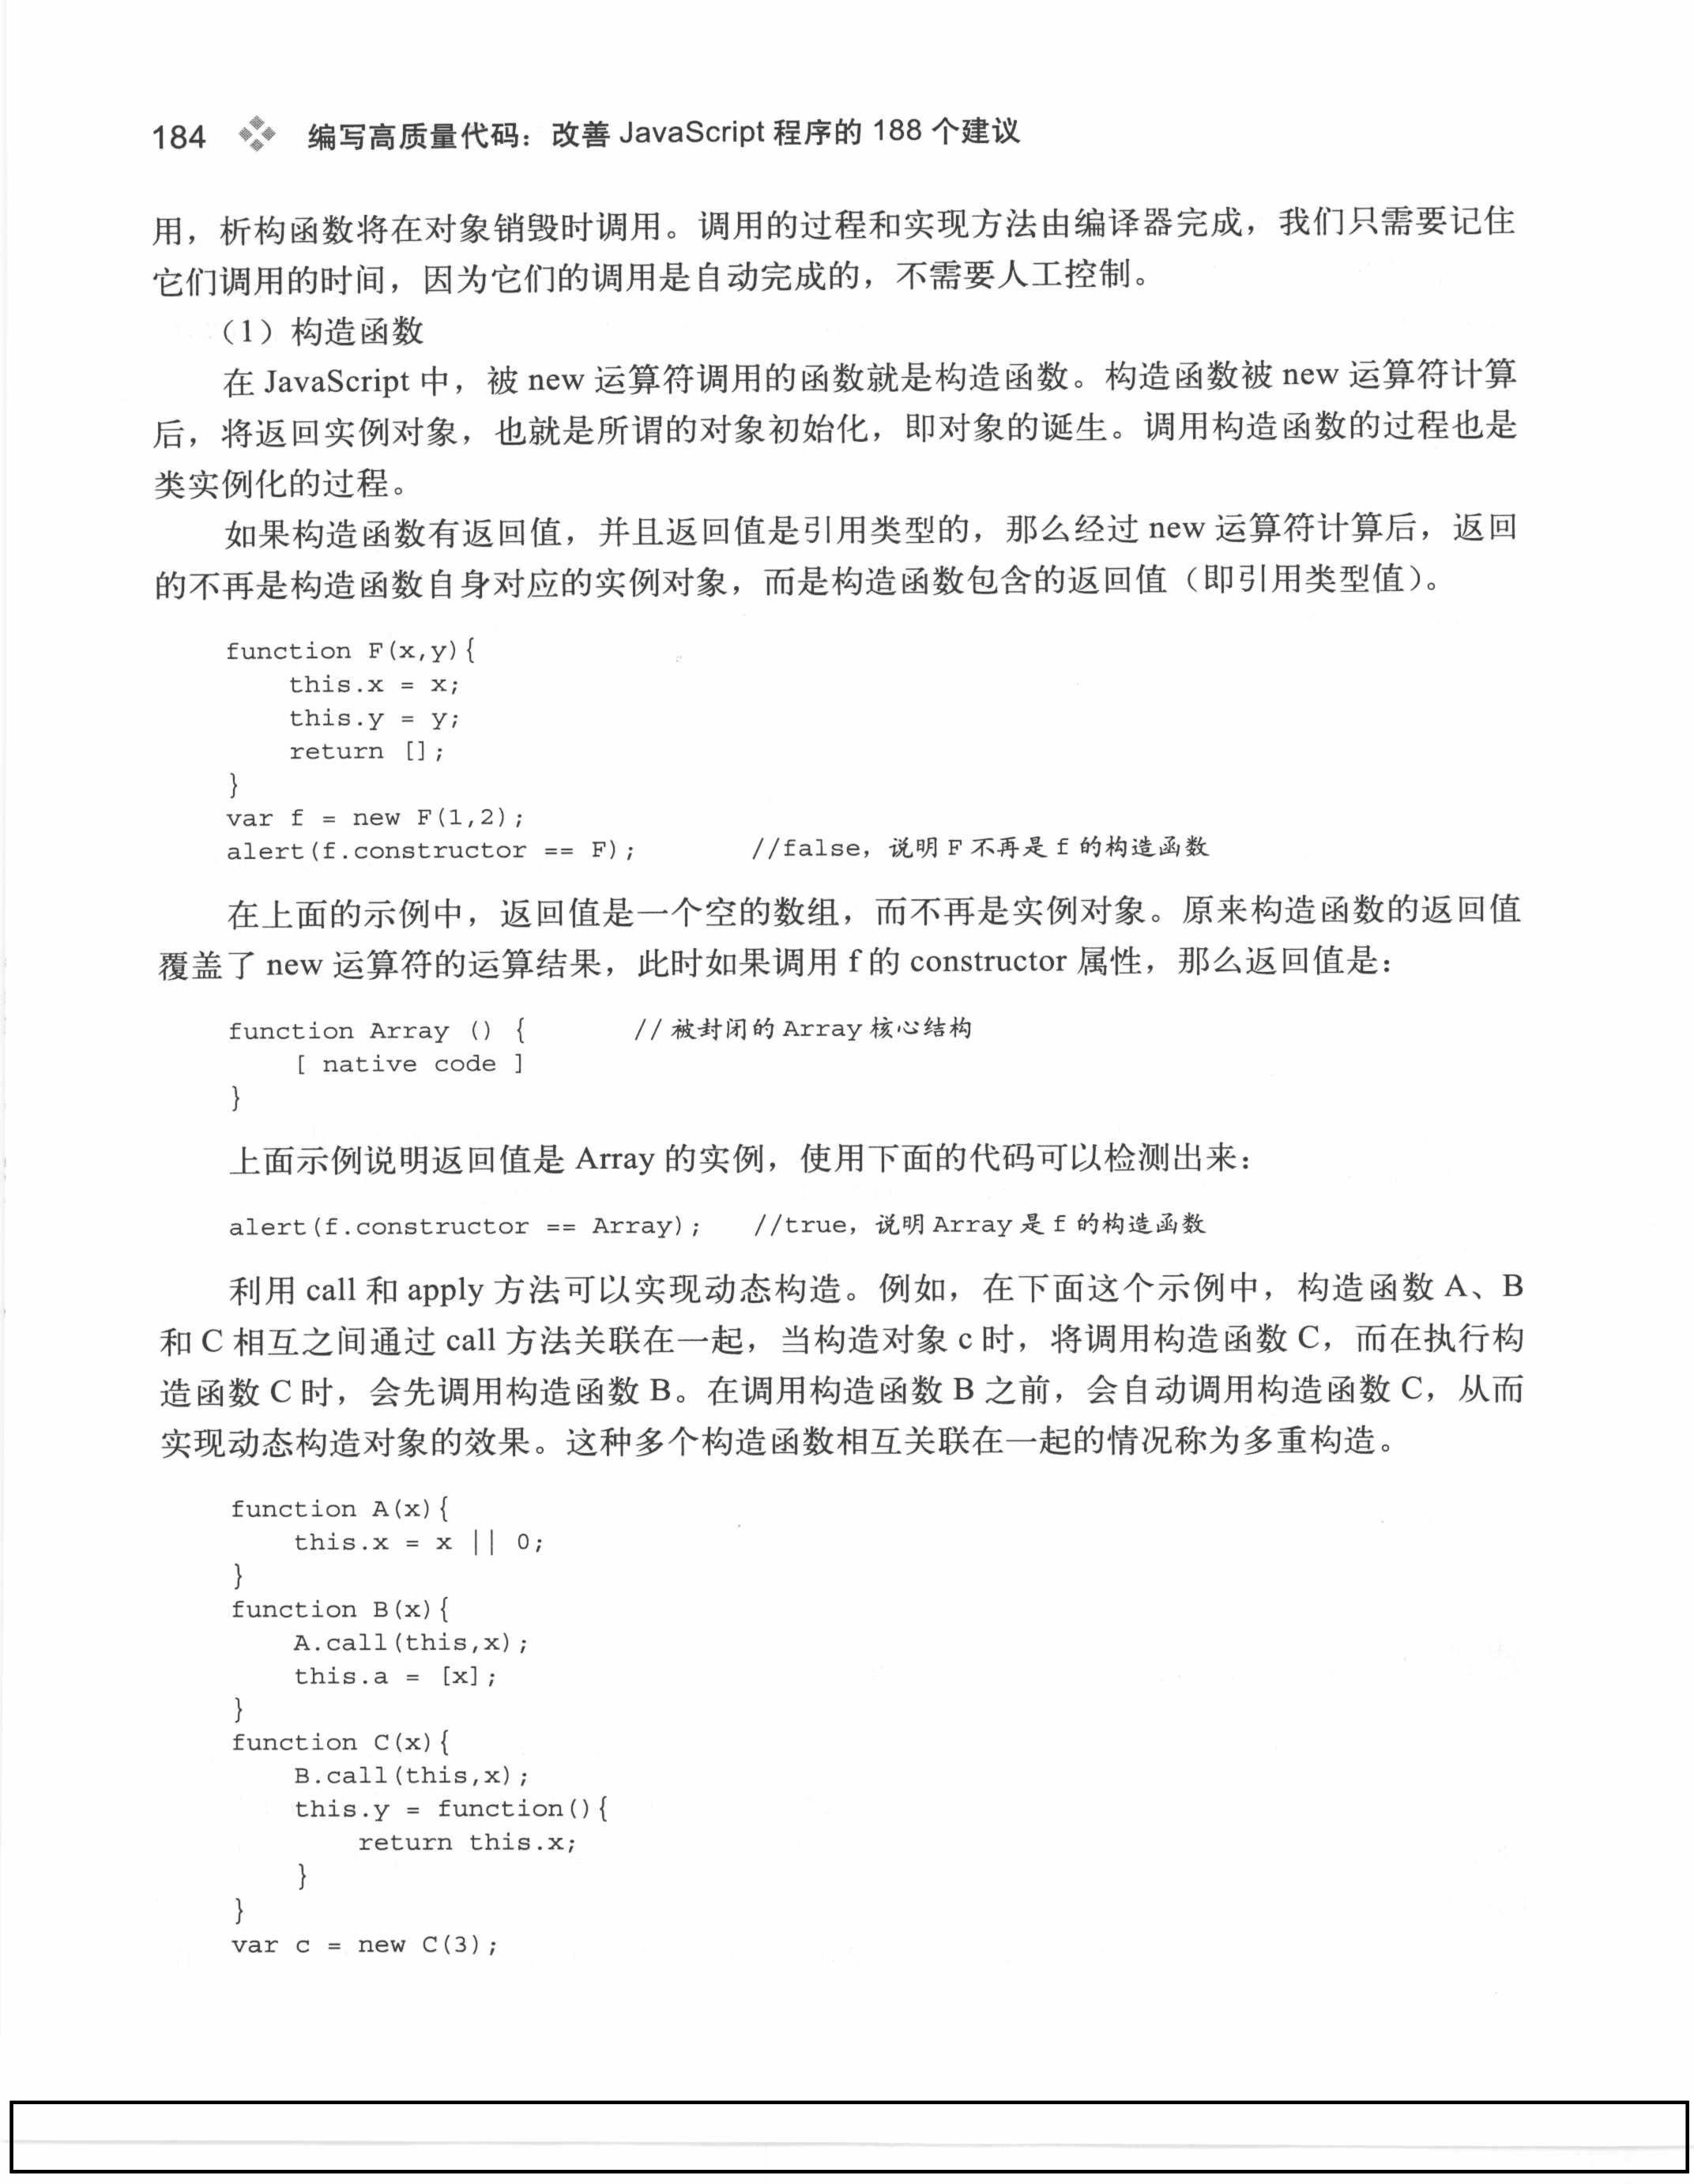 184 编写高质量代码：改善 JavaScript 程序的 188 个建议
用，析构函数将在对象销毁时调用。调用的过程和实现方法由编译器完成，我们只需要记住
它们调用的时间，因为它们的调用是自动完成的，不需要人工控制。
（1）构造函数
在 JavaScript 中，被 new 运算符调用的函数就是构造函数。构造函数被 new 运算符计算
后，将返回实例对象，也就是所谓的对象初始化，即对象的诞生。调用构造函数的过程也是
类实例化的过程。
如果构造函数有返回值，并且返回值是引用类型的，那么经过 new 运算符计算后，返回
的不再是构造函数自身对应的实例对象，而是构造函数包含的返回值（即引用类型值）。
function F(x,y){
    this.x = x;
    this.y = y;
    return [];
}
var f = new F(1,2);
alert(f.constructor == F);    //false，说明 F 不再是 f 的构造函数
在上面的示例中，返回值是一个空的数组，而不再是实例对象。原来构造函数的返回值
覆盖了 new 运算符的运算结果，此时如果调用 f 的 constructor 属性，那么返回值是：
function Array () {    // 被封闭的 Array 核心结构
    [ native code ]
}
上面示例说明返回值是 Array 的实例，使用下面的代码可以检测出来：
alert(f.constructor == Array);    //true，说明 Array 是 f 的构造函数
利用 call 和 apply 方法可以实现动态构造。例如，在下面这个示例中，构造函数 A、B
和 C 相互之间通过 call 方法关联在一起，当构造对象 c 时，将调用构造函数 C，而在执行构
造函数 C 时，会先调用构造函数 B。在调用构造函数 B 之前，会自动调用构造函数 C，从而
实现动态构造对象的效果。这种多个构造函数相互关联在一起的情况称为多重构造。
function A(x){
    this.x = x || 0;
}
function B(x){
    A.call(this,x);
    this.a = [x];
}
function C(x){
    B.call(this,x);
    this.y = function(){
        return this.x;
    }
}
var c = new C(3);